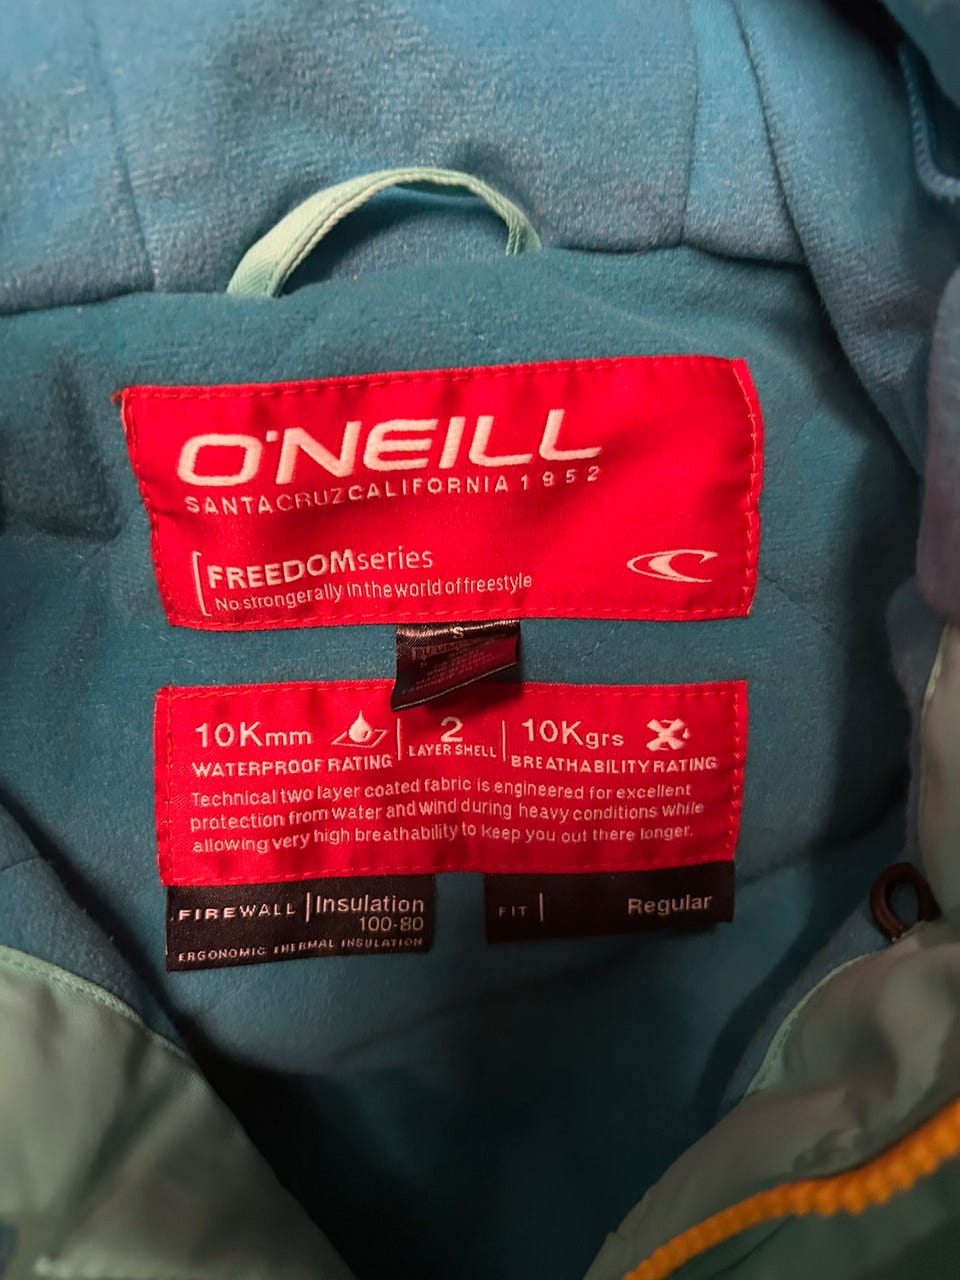 O'NEILL
SANTACRUZCALIFORNIA 1952
FREEDOMseries
No strongerally in the world of freestyle
S
10Kmm
WATERPROOF RATING
2
LAYER SHELL
10Kgrs
BREATHABILITY RATING
Technical two layer coated fabric is engineered for excellent
protection from water and wind during heavy conditions while
allowing very high breathability to keep you out there longer.
FIREWALL | Insulation
100-80
ERGONOMIC THERMAL INSULATION
FIT | Regular